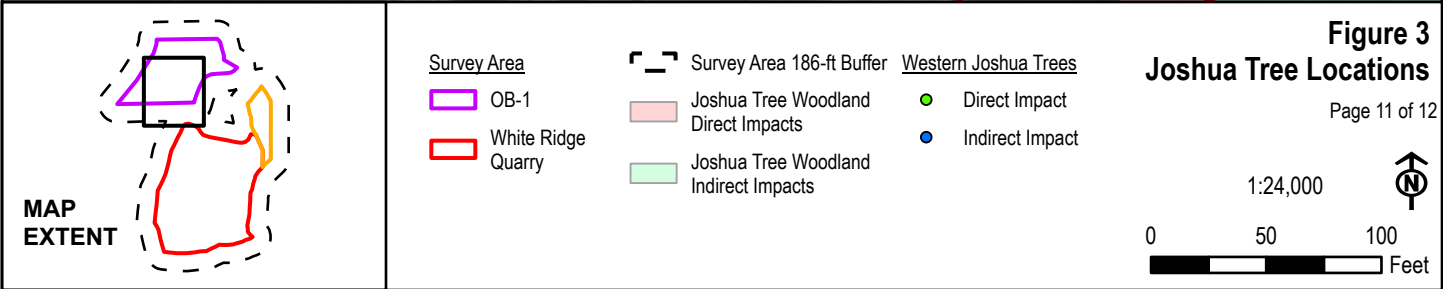 MAP
EXTENT
Survey Area
OB-1
White Ridge
Quarry
Survey Area 186-ft Buffer
Joshua Tree Woodland
Direct Impacts
Joshua Tree Woodland
Indirect Impacts
Western Joshua Trees
Direct Impact
Indirect Impact
Figure 3
Joshua Tree Locations
Page 11 of 12
1:24,000
N
0 50 100
Feet